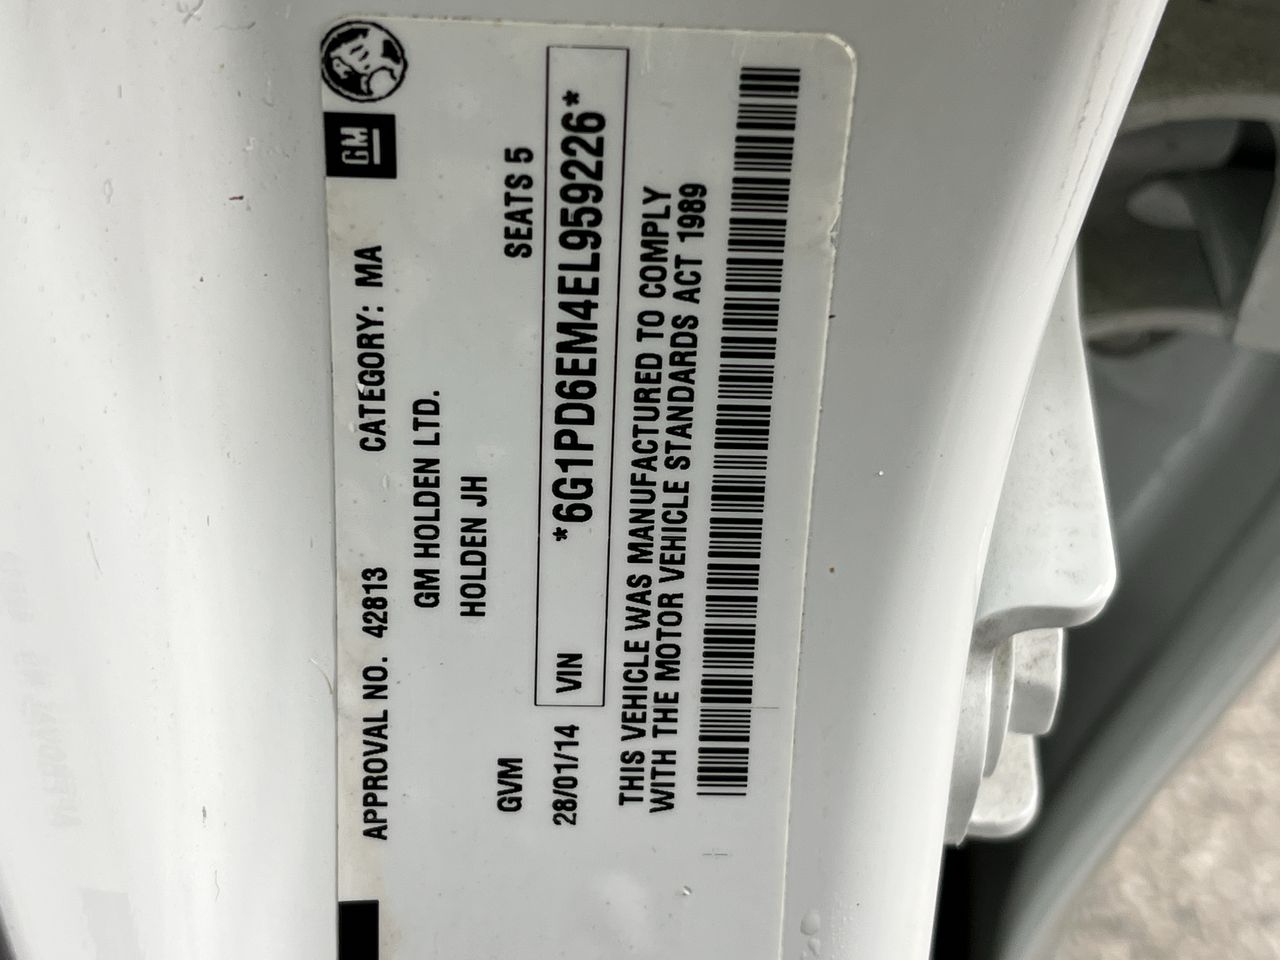 GM
APPROVAL NO. 42813 CATEGORY: MA
GM HOLDEN LTD.
HOLDEN JH
GVM SEATS 5
28/01/14 VIN *6G1PD6EM4EL959226*
THIS VEHICLE WAS MANUFACTURED TO COMPLY
WITH THE MOTOR VEHICLE STANDARDS ACT 1989